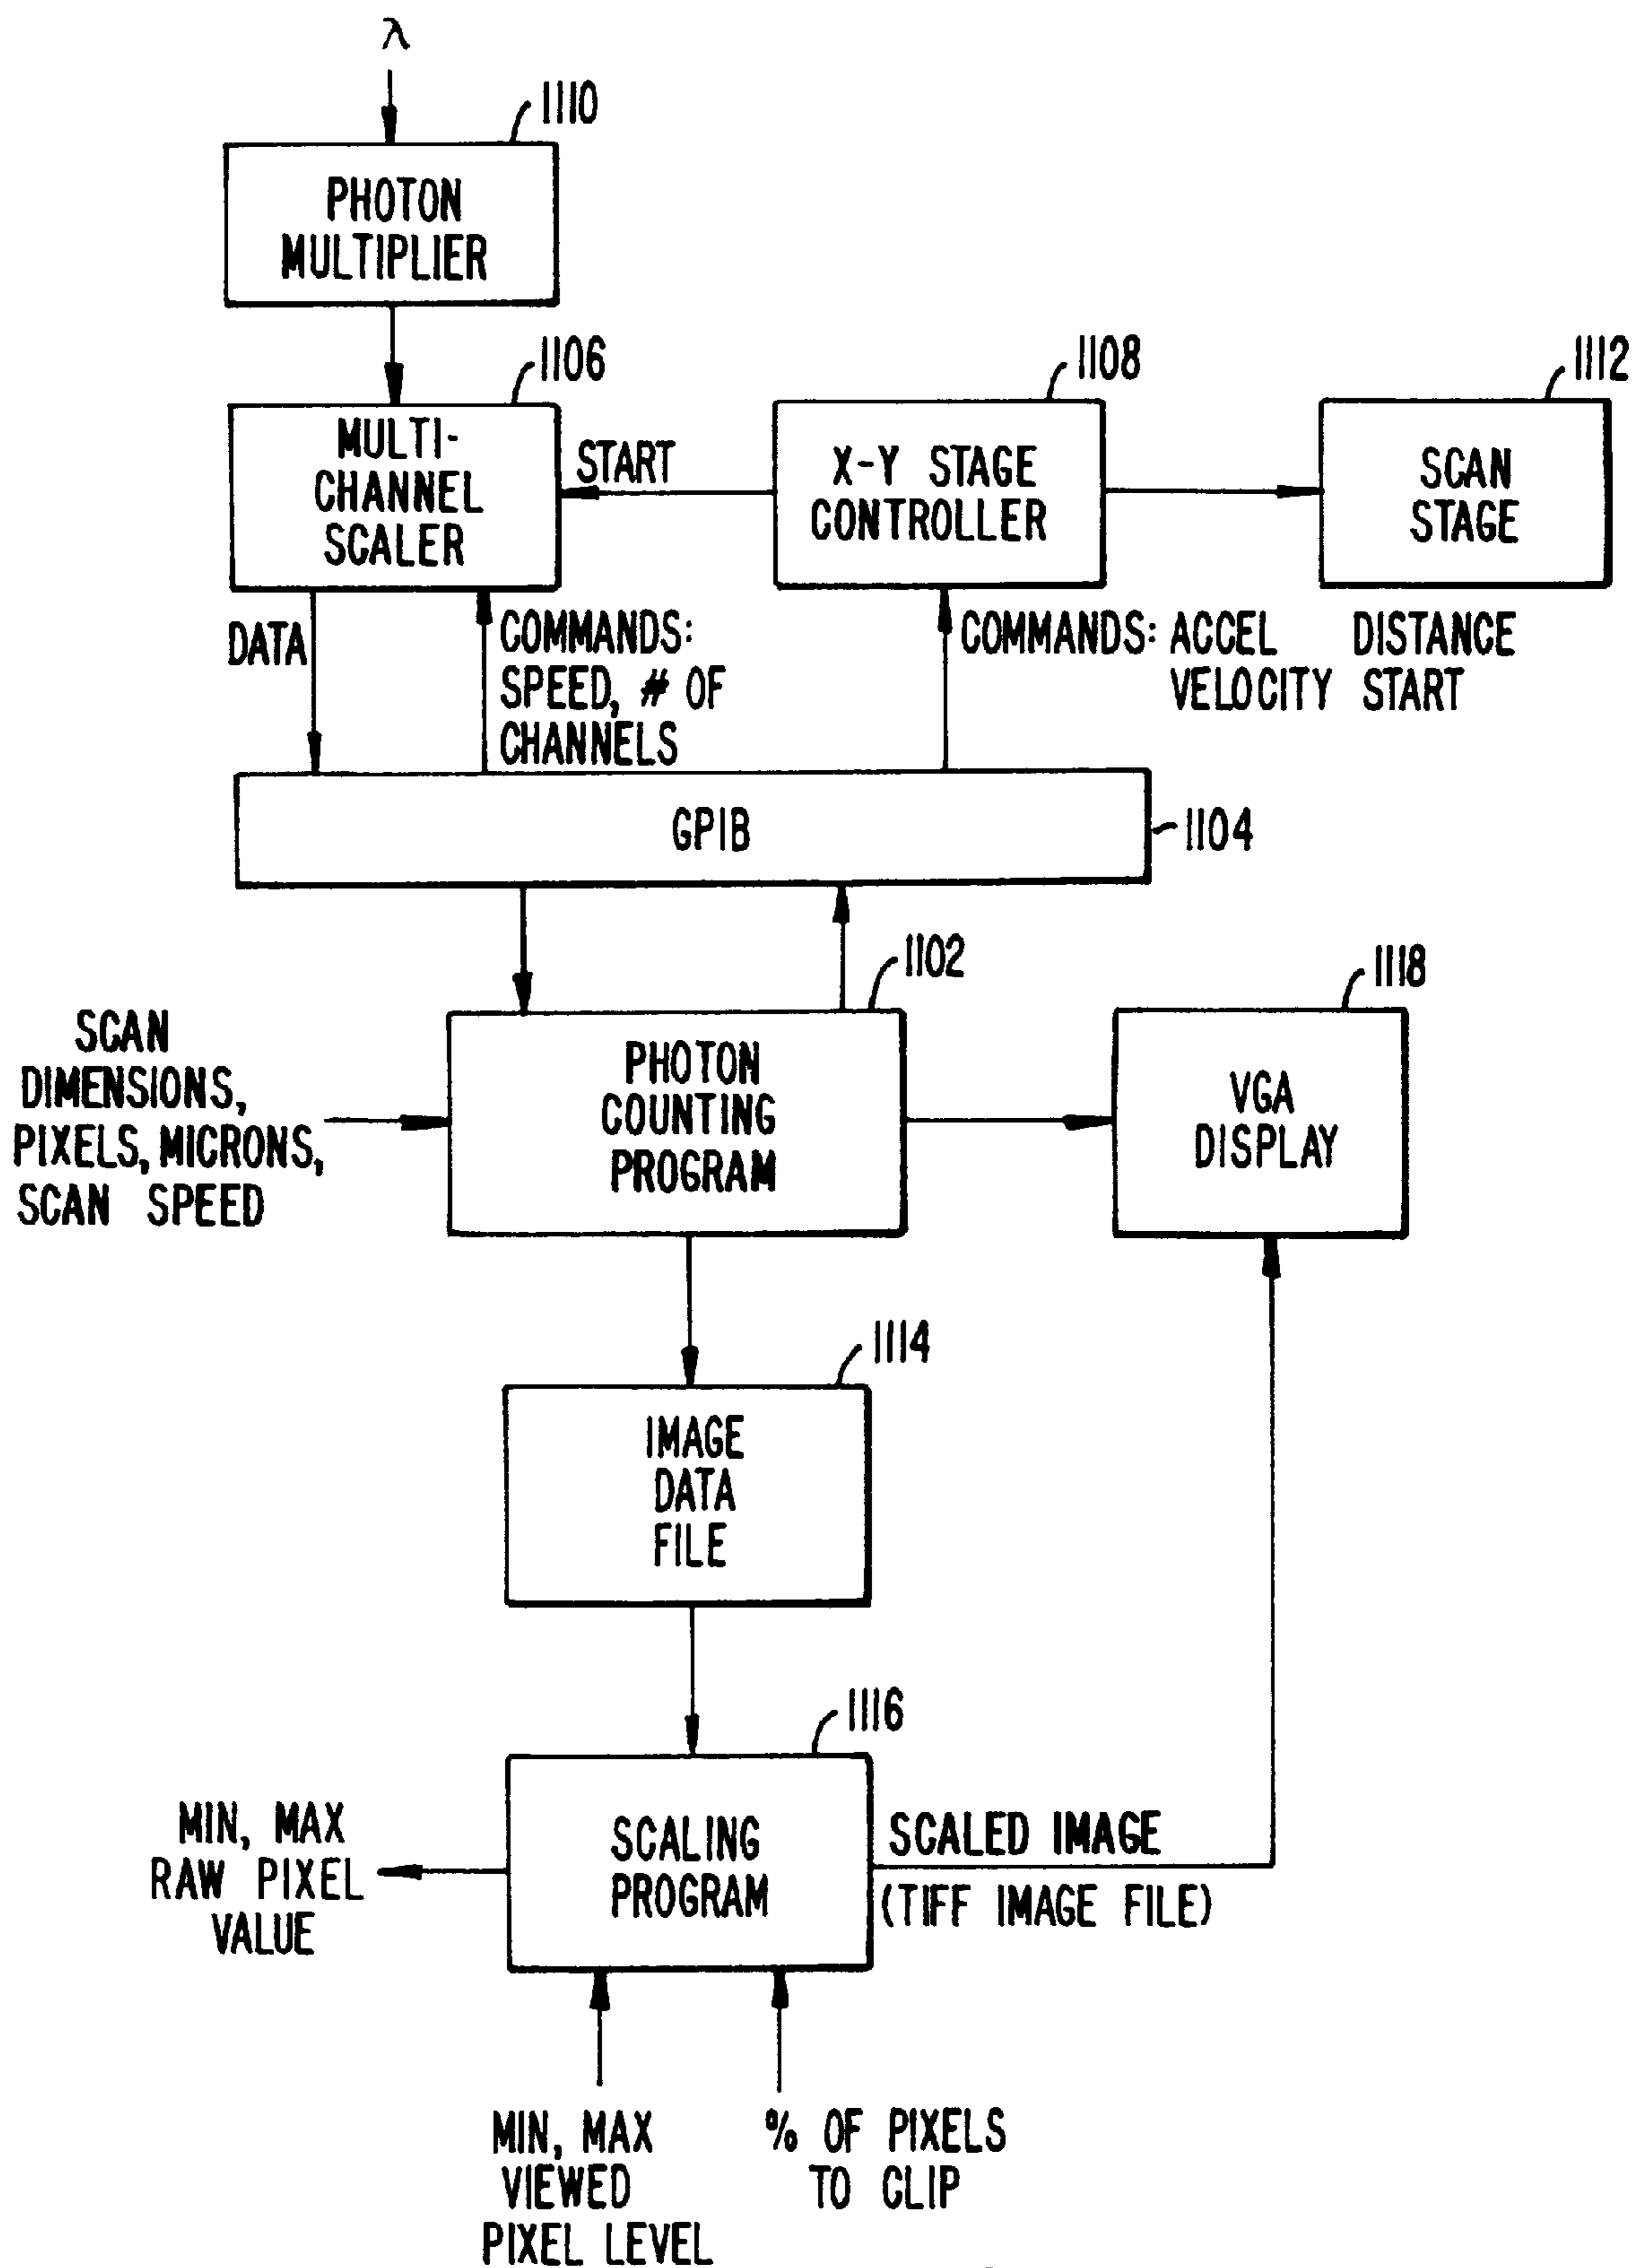 λ
1110
PHOTON
MULTIPLIER
1106
MULTI-
CHANNEL
SCALER
START
1108
X-Y STAGE
CONTROLLER
1112
SCAN
STAGE
DATA
COMMANDS:
SPEED, # OF
CHANNELS
COMMANDS: ACCEL DISTANCE
VELOCITY START
GPIB
1104
1102
SCAN
DIMENSIONS,
PIXELS, MICRONS,
SCAN SPEED
PHOTON
COUNTING
PROGRAM
1118
VGA
DISPLAY
1114
IMAGE
DATA
FILE
1116
MIN, MAX
RAW PIXEL
VALUE
SCALING
PROGRAM
SCALED IMAGE
(TIFF IMAGE FILE)
MIN, MAX
VIEWED
PIXEL LEVEL
% OF PIXELS
TO CLIP